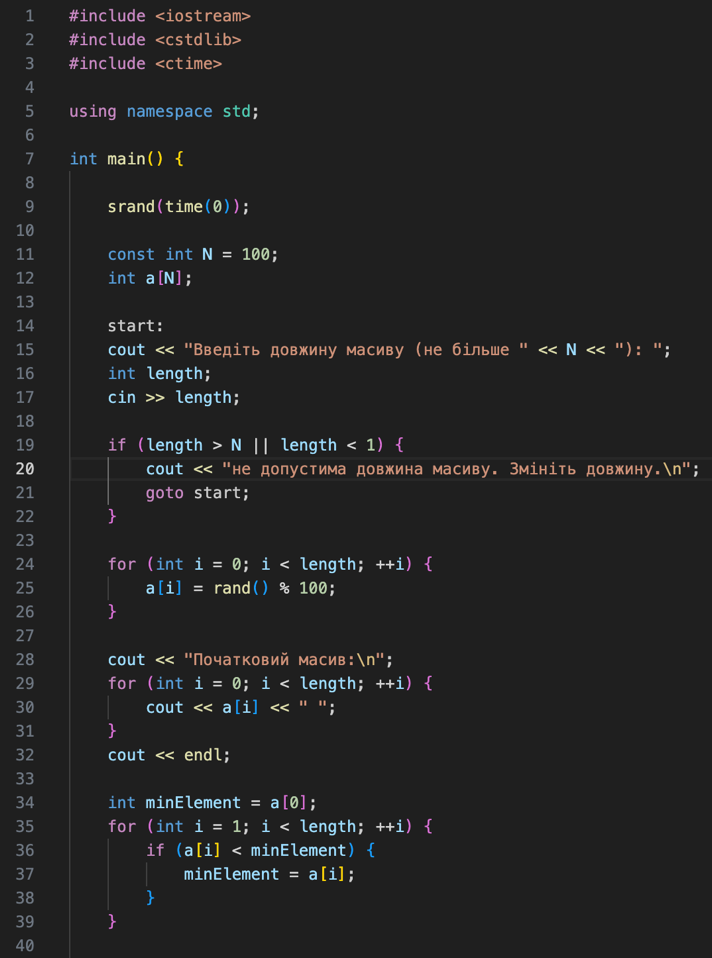 1 #include <iostream>
2 #include <cstdlib>
3 #include <ctime>
4
5 using namespace std;
6
7 int main() {
8
9     srand(time(0));
10
11     const int N = 100;
12     int a[N];
13
14     start:
15     cout << "Введіть довжину масиву (не більше " << N << "): ";
16     int length;
17     cin >> length;
18
19     if (length > N || length < 1) {
20         cout << "не допустима довжина масиву. Змініть довжину.\n";
21         goto start;
22     }
23
24     for (int i = 0; i < length; ++i) {
25         a[i] = rand() % 100;
26     }
27
28     cout << "Початковий масив:\n";
29     for (int i = 0; i < length; ++i) {
30         cout << a[i] << " ";
31     }
32     cout << endl;
33
34     int minElement = a[0];
35     for (int i = 1; i < length; ++i) {
36         if (a[i] < minElement) {
37             minElement = a[i];
38         }
39     }
40